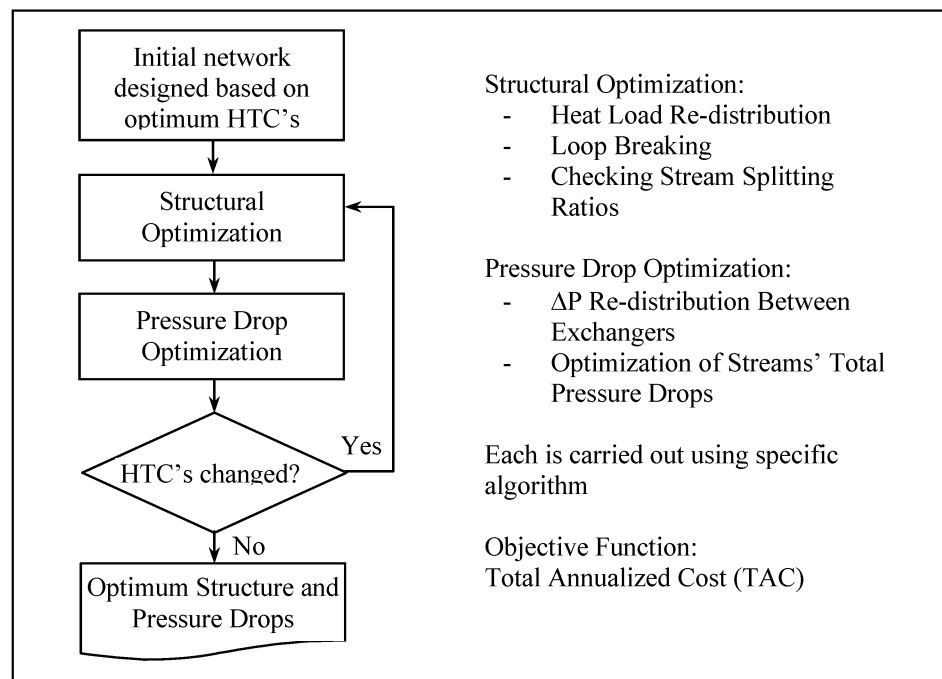 Initial network
designed based on
optimum HTC's
Structural
Optimization
Pressure Drop
Optimization
Yes
HTC's changed?
No
Optimum Structure and
Pressure Drops
Structural Optimization:
- Heat Load Re-distribution
- Loop Breaking
- Checking Stream Splitting
Ratios
Pressure Drop Optimization:
- ΔP Re-distribution Between
Exchangers
- Optimization of Streams' Total
Pressure Drops
Each is carried out using specific
algorithm
Objective Function:
Total Annualized Cost (TAC)